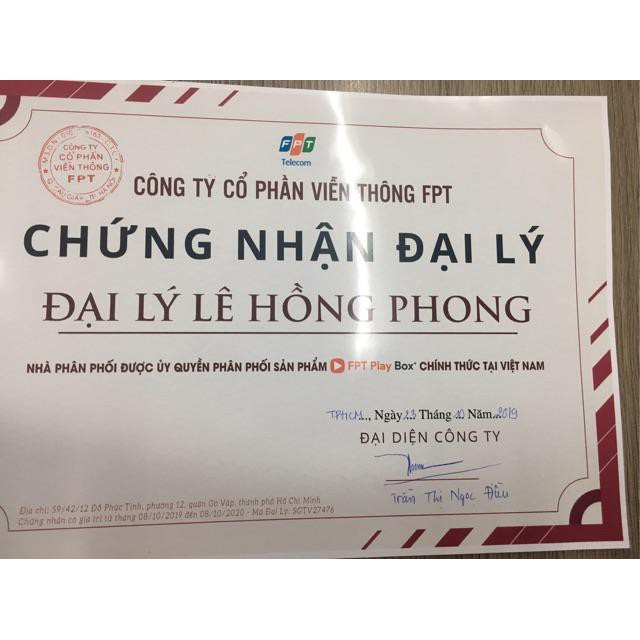 FPT
Telecom
CÔNG TY
CỔ PHẦN
VIỄN THÔNG
FPT
CÔNG TY CỔ PHẦN VIỄN THÔNG FPT
CHỨNG NHẬN ĐẠI LÝ
ĐẠI LÝ LÊ HỒNG PHONG
NHÀ PHÂN PHỐI ĐƯỢC ỦY QUYỀN PHÂN PHỐI SẢN PHẨM FPT Play Box+ CHÍNH THỨC TẠI VIỆT NAM
TPHCM..., Ngày 23 Tháng 10 Năm 2019
ĐẠI DIỆN CÔNG TY
Trần Thị Ngọc Điều
Địa chỉ: 59/42/12 Đỗ Phúc Tịnh, phường 12, quận Gò Vấp, thành phố Hồ Chí Minh
Chứng nhận có giá trị từ tháng 08/10/2019 đến 08/10/2020 - Mã Đại Lý: SGTV27476